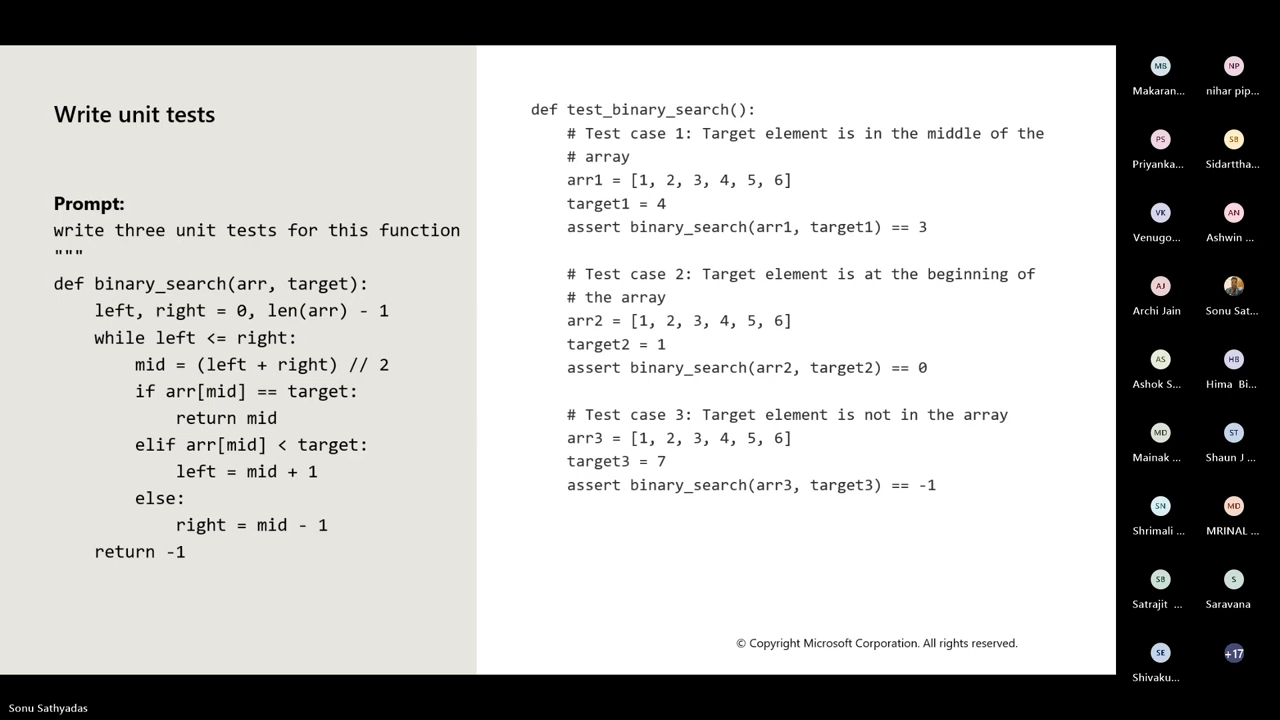 Write unit tests
Prompt:
write three unit tests for this function
"""
def binary_search(arr, target):
    left, right = 0, len(arr) - 1
    while left <= right:
        mid = (left + right) // 2
        if arr[mid] == target:
            return mid
        elif arr[mid] < target:
            left = mid + 1
        else:
            right = mid - 1
    return -1
def test_binary_search():
    # Test case 1: Target element is in the middle of the
    # array
    arr1 = [1, 2, 3, 4, 5, 6]
    target1 = 4
    assert binary_search(arr1, target1) == 3
    # Test case 2: Target element is at the beginning of
    # the array
    arr2 = [1, 2, 3, 4, 5, 6]
    target2 = 1
    assert binary_search(arr2, target2) == 0
    # Test case 3: Target element is not in the array
    arr3 = [1, 2, 3, 4, 5, 6]
    target3 = 7
    assert binary_search(arr3, target3) == -1
© Copyright Microsoft Corporation. All rights reserved.
MB NP
Makaran... nihar pip...
PS SB
Priyanka... Sidarttha...
VK AN
Venugo... Ashwin ...
AJ
Archi Jain Sonu Sat...
AS HB
Ashok S... Hima Bi...
MD ST
Mainak ... Shaun J ...
SN MD
Shrimali ... MRINAL ...
SB S
Satrajit ... Saravana
SE +17
Shivaku...
Sonu Sathyadas